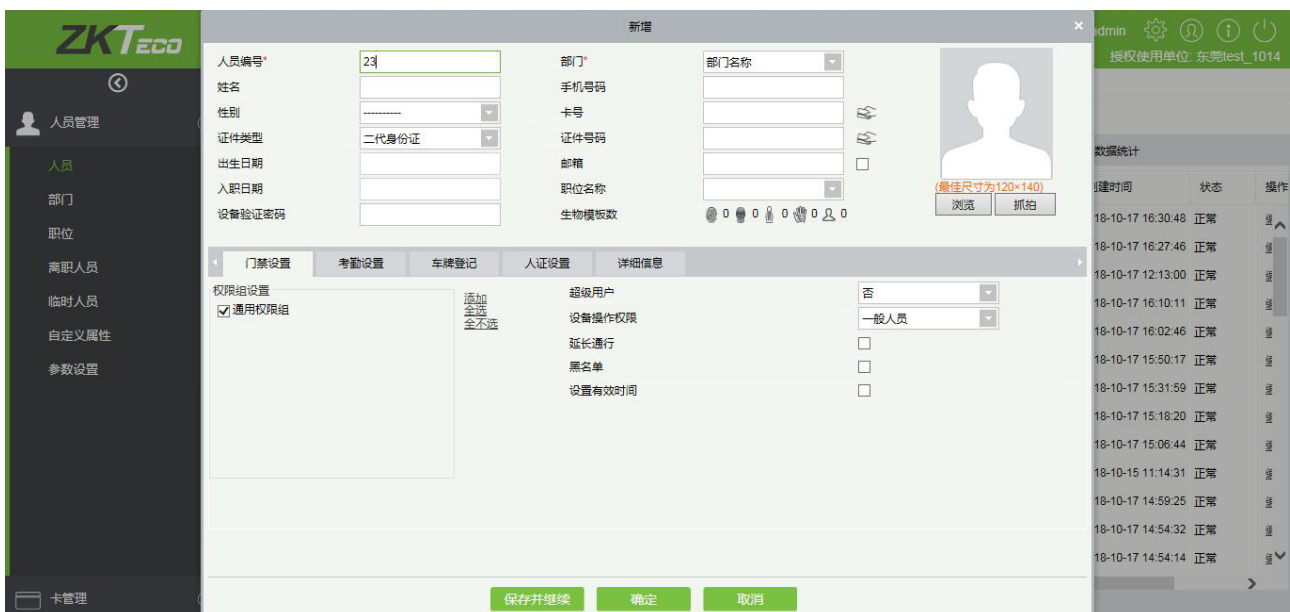 ZKTeco
admin
授权使用单位: 东莞test_1014
人员管理
人员
部门
职位
离职人员
临时人员
自定义属性
参数设置
卡管理
新增
×
人员编号* 23 部门* 部门名称
姓名 手机号码
性别 ---------- 卡号
证件类型 二代身份证 证件号码
出生日期 邮箱
入职日期 职位名称
设备验证密码 生物模板数 0 0 0 0 0
(最佳尺寸为120×140)
浏览 抓拍
门禁设置 考勤设置 车牌登记 人证设置 详细信息
权限组设置
通用权限组
添加
全选
全不选
超级用户 否
设备操作权限 一般人员
延长通行
黑名单
设置有效时间
保存并继续 确定 取消
数据统计
建时间 状态 操作
18-10-17 16:30:48 正常
18-10-17 16:27:46 正常
18-10-17 12:13:00 正常
18-10-17 16:10:11 正常
18-10-17 16:02:46 正常
18-10-17 15:50:17 正常
18-10-17 15:31:59 正常
18-10-17 15:18:20 正常
18-10-17 15:06:44 正常
18-10-15 11:14:31 正常
18-10-17 14:59:25 正常
18-10-17 14:54:32 正常
18-10-17 14:54:14 正常